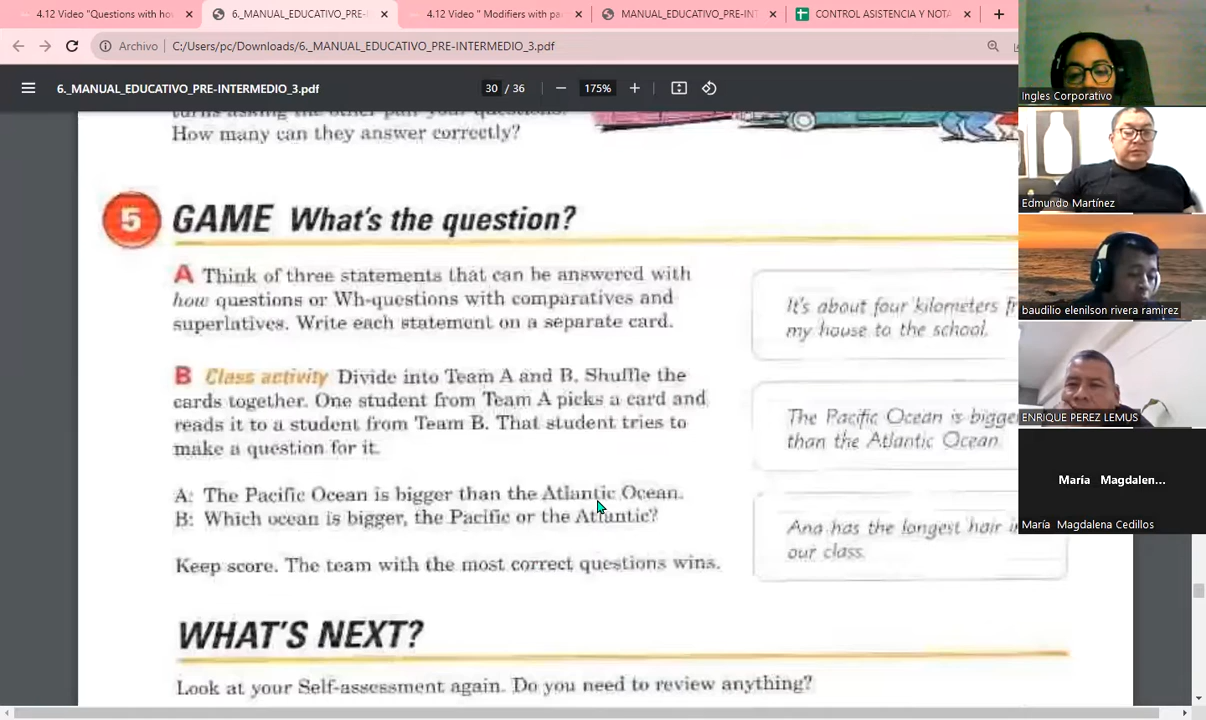 4.12 Video "Questions with ho
6._MANUAL_EDUCATIVO_PRE-
4.12 Video " Modifiers with pa
MANUAL_EDUCATIVO_PRE-INT
CONTROL ASISTENCIA Y NOTA
Archivo
C:/Users/pc/Downloads/6._MANUAL_EDUCATIVO_PRE-INTERMEDIO_3.pdf
6._MANUAL_EDUCATIVO_PRE-INTERMEDIO_3.pdf
30 / 36
175%
turns asking the other pair your questions.
How many can they answer correctly?
5 GAME What's the question?
A Think of three statements that can be answered with
how questions or Wh-questions with comparatives and
superlatives. Write each statement on a separate card.
B Class activity Divide into Team A and B. Shuffle the
cards together. One student from Team A picks a card and
reads it to a student from Team B. That student tries to
make a question for it.
A: The Pacific Ocean is bigger than the Atlantic Ocean.
B: Which ocean is bigger, the Pacific or the Atlantic?
Keep score. The team with the most correct questions wins.
It's about four kilometers f
my house to the school.
The Pacific Ocean is bigge
than the Atlantic Ocean
Ana has the longest hair i
our class.
WHAT'S NEXT?
Look at your Self-assessment again. Do you need to review anything?
Ingles Corporativo
Edmundo Martínez
baudilio elenilson rivera ramirez
ENRIQUE PEREZ LEMUS
María Magdalen...
María Magdalena Cedillos